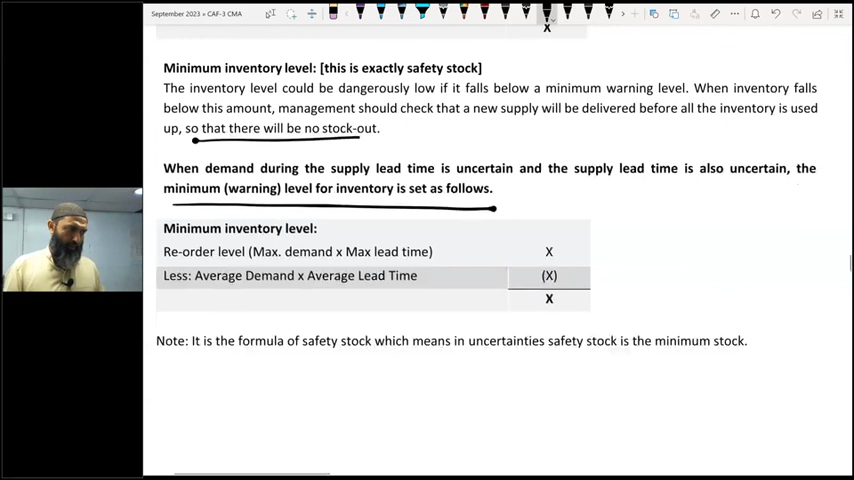 September 2023 » CAF-3 CMA
X
Minimum inventory level: [this is exactly safety stock]
The inventory level could be dangerously low if it falls below a minimum warning level. When inventory falls
below this amount, management should check that a new supply will be delivered before all the inventory is used
up, so that there will be no stock-out.
When demand during the supply lead time is uncertain and the supply lead time is also uncertain, the
minimum (warning) level for inventory is set as follows.
Minimum inventory level:
Re-order level (Max. demand x Max lead time) X
Less: Average Demand x Average Lead Time (X)
X
Note: It is the formula of safety stock which means in uncertainties safety stock is the minimum stock.